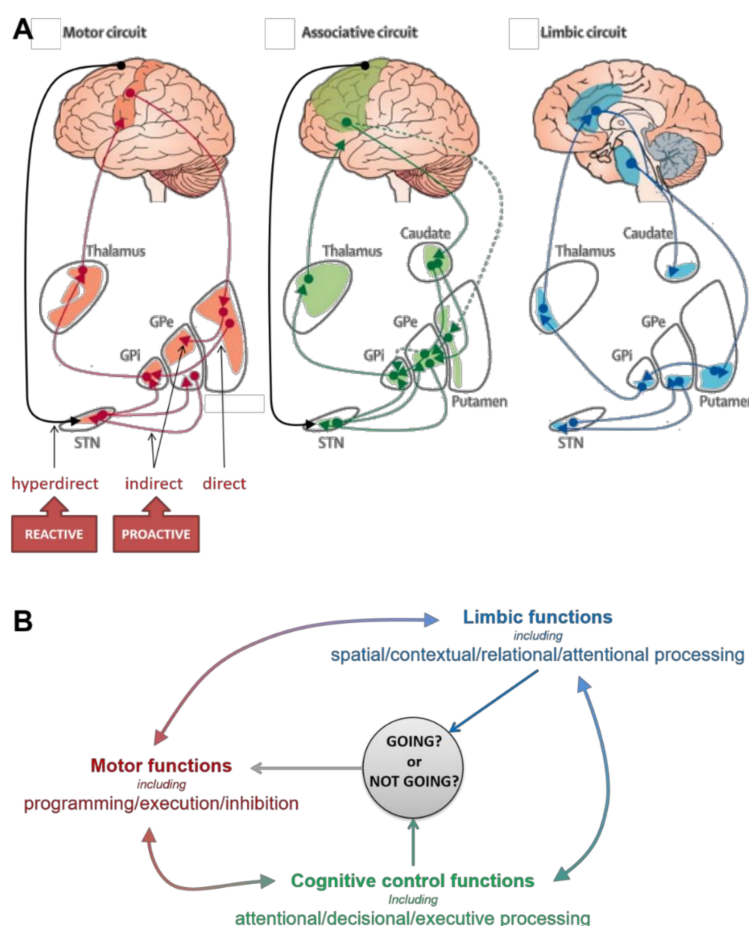 A
Motor circuit
Associative circuit
Limbic circuit
Thalamus
GPe
GPi
STN
hyperdirect
indirect
direct
REACTIVE
PROACTIVE
Caudate
Thalamus
GPe
GPi
Putamen
STN
Thalamus
Caudate
GPe
GPi
Putamen
STN
B
Limbic functions
including
spatial/contextual/relational/attentional processing
GOING?
or
NOT GOING?
Motor functions
including
programming/execution/inhibition
Cognitive control functions
Including
attentional/decisional/executive processing